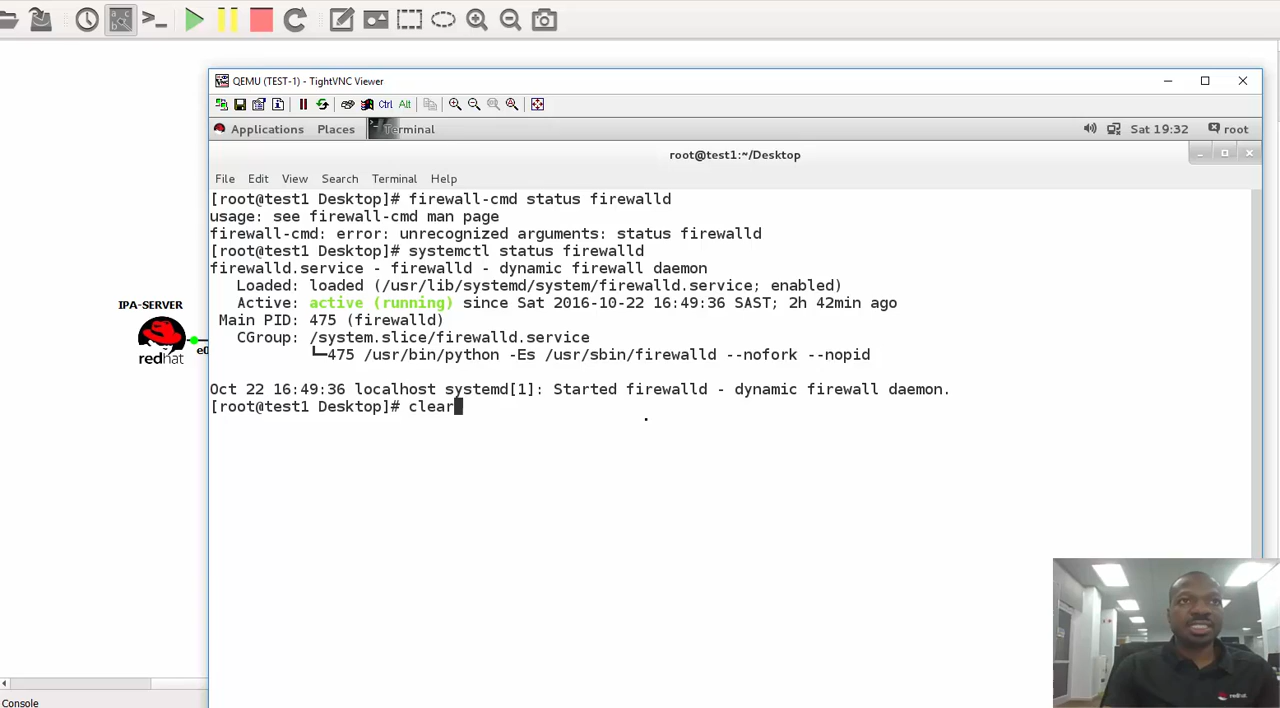 QEMU (TEST-1) - TightVNC Viewer
Ctrl Alt
Applications Places Terminal Sat 19:32 root
root@test1:~/Desktop
File Edit View Search Terminal Help
[root@test1 Desktop]# firewall-cmd status firewalld
usage: see firewall-cmd man page
firewall-cmd: error: unrecognized arguments: status firewalld
[root@test1 Desktop]# systemctl status firewalld
firewalld.service - firewalld - dynamic firewall daemon
Loaded: loaded (/usr/lib/systemd/system/firewalld.service; enabled)
Active: active (running) since Sat 2016-10-22 16:49:36 SAST; 2h 42min ago
Main PID: 475 (firewalld)
CGroup: /system.slice/firewalld.service
└─475 /usr/bin/python -Es /usr/sbin/firewalld --nofork --nopid
Oct 22 16:49:36 localhost systemd[1]: Started firewalld - dynamic firewall daemon.
[root@test1 Desktop]# clear
IPA-SERVER
redhat
e0
Console
redhat